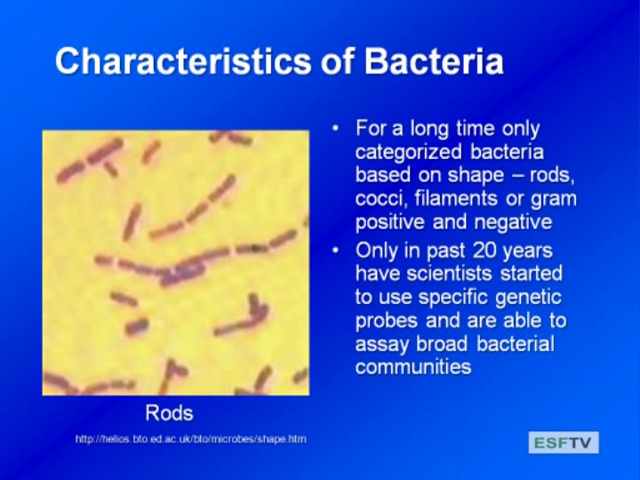 Characteristics of Bacteria
• For a long time only
categorized bacteria
based on shape – rods,
cocci, filaments or gram
positive and negative
• Only in past 20 years
have scientists started
to use specific genetic
probes and are able to
assay broad bacterial
communities
Rods
http://helios.bto.ed.ac.uk/bto/microbes/shape.htm
ESFTV